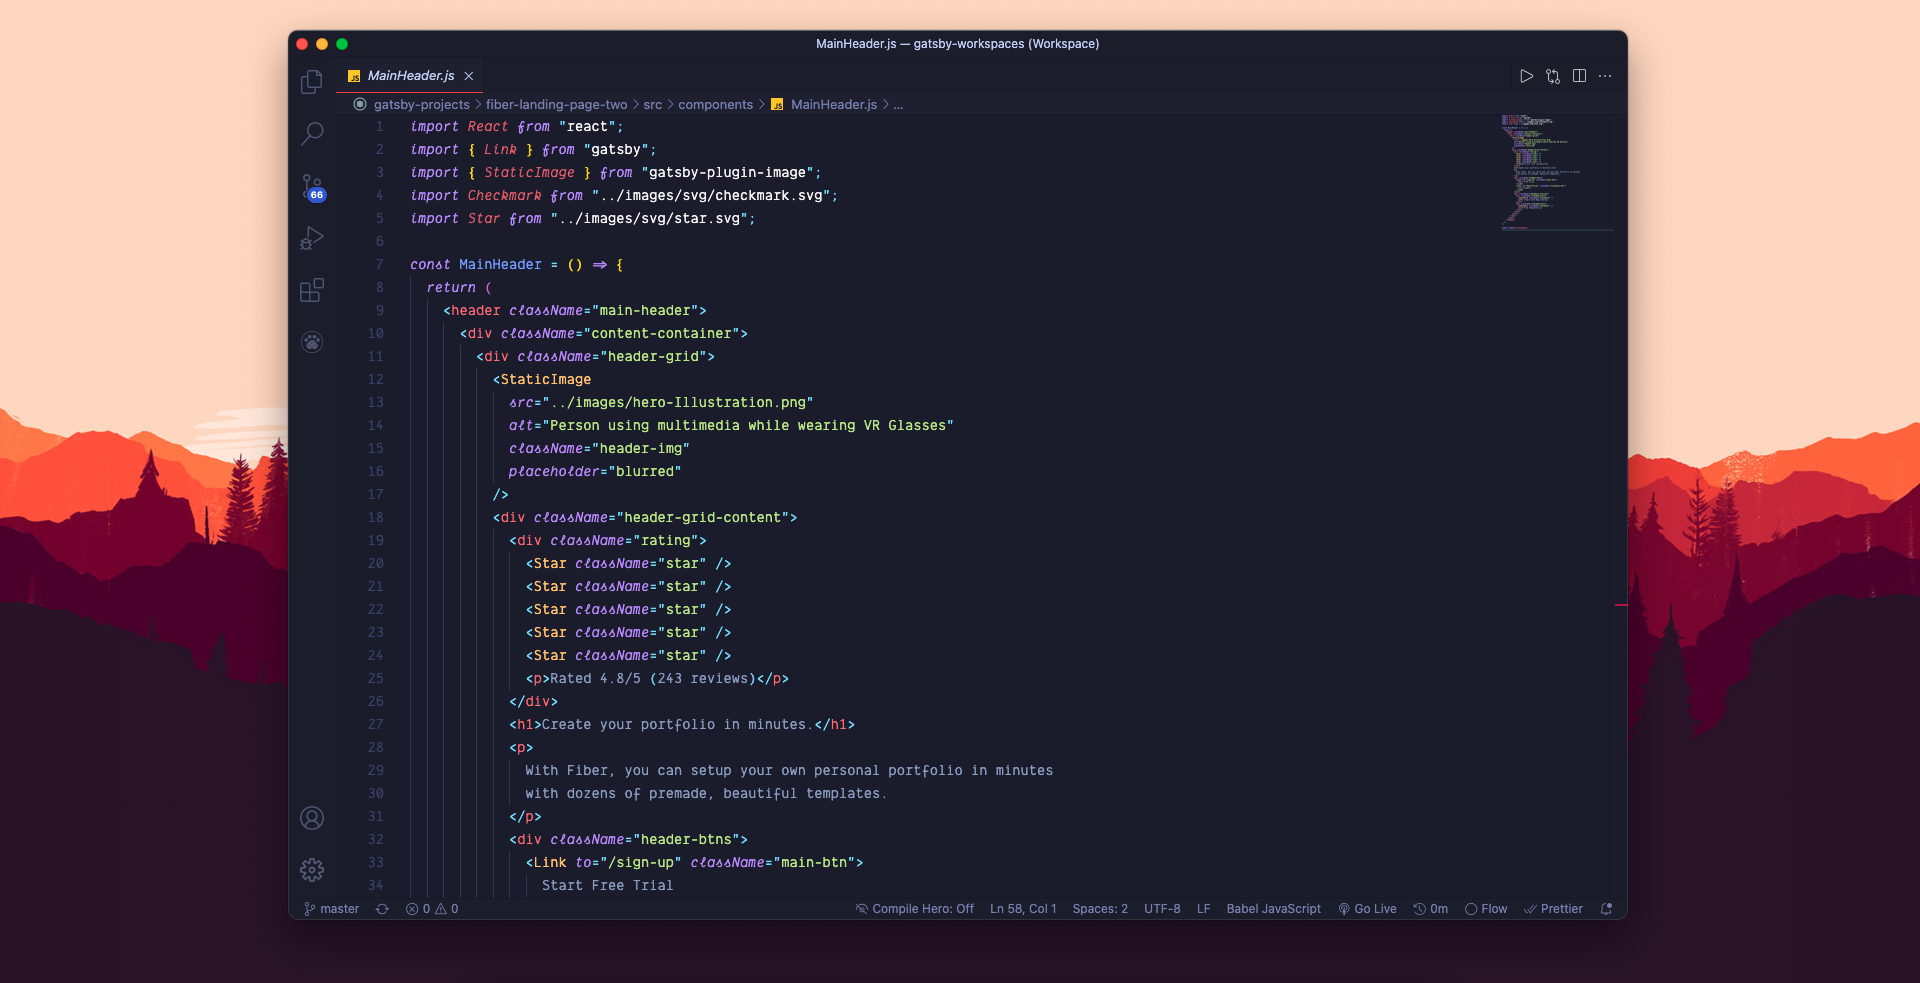 MainHeader.js — gatsby-workspaces (Workspace)
JS MainHeader.js
gatsby-projects > fiber-landing-page-two > src > components > JS MainHeader.js > ...
66
1 import React from "react";
2 import { Link } from "gatsby";
3 import { StaticImage } from "gatsby-plugin-image";
4 import Checkmark from "../images/svg/checkmark.svg";
5 import Star from "../images/svg/star.svg";
6
7 const MainHeader = () => {
8 return (
9 <header className="main-header">
10 <div className="content-container">
11 <div className="header-grid">
12 <StaticImage
13 src="../images/hero-Illustration.png"
14 alt="Person using multimedia while wearing VR Glasses"
15 className="header-img"
16 placeholder="blurred"
17 />
18 <div className="header-grid-content">
19 <div className="rating">
20 <Star className="star" />
21 <Star className="star" />
22 <Star className="star" />
23 <Star className="star" />
24 <Star className="star" />
25 <p>Rated 4.8/5 (243 reviews)</p>
26 </div>
27 <h1>Create your portfolio in minutes.</h1>
28 <p>
29 With Fiber, you can setup your own personal portfolio in minutes
30 with dozens of premade, beautiful templates.
31 </p>
32 <div className="header-btns">
33 <Link to="/sign-up" className="main-btn">
34 Start Free Trial
master 0 0 Compile Hero: Off Ln 58, Col 1 Spaces: 2 UTF-8 LF Babel JavaScript Go Live 0m Flow Prettier